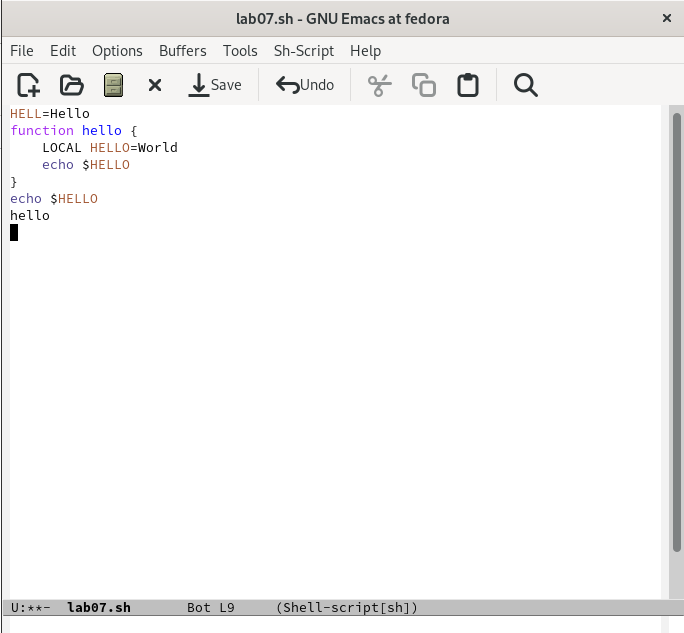 lab07.sh - GNU Emacs at fedora
File Edit Options Buffers Tools Sh-Script Help
Save Undo
HELL=Hello
function hello {
    LOCAL HELLO=World
    echo $HELLO
}
echo $HELLO
hello
U:**-  lab07.sh       Bot L9     (Shell-script[sh])